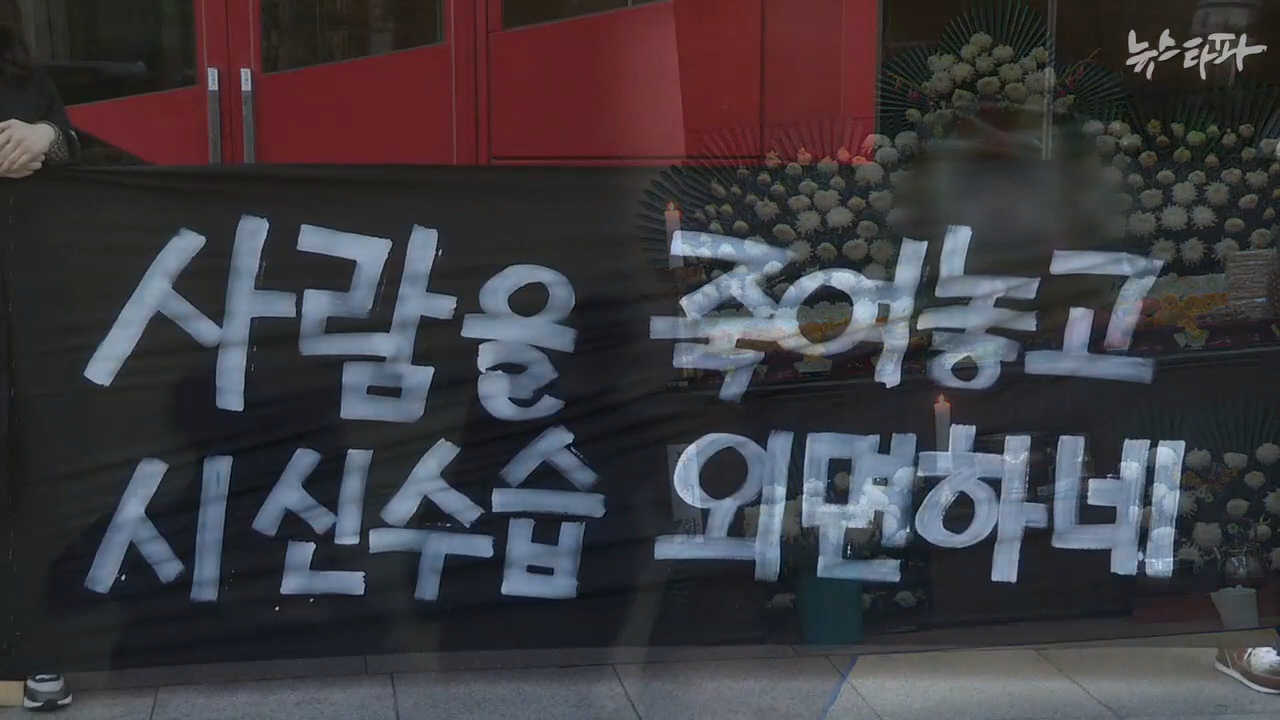 뉴스타파
사람을 죽여놓고
시신수습 외면하네